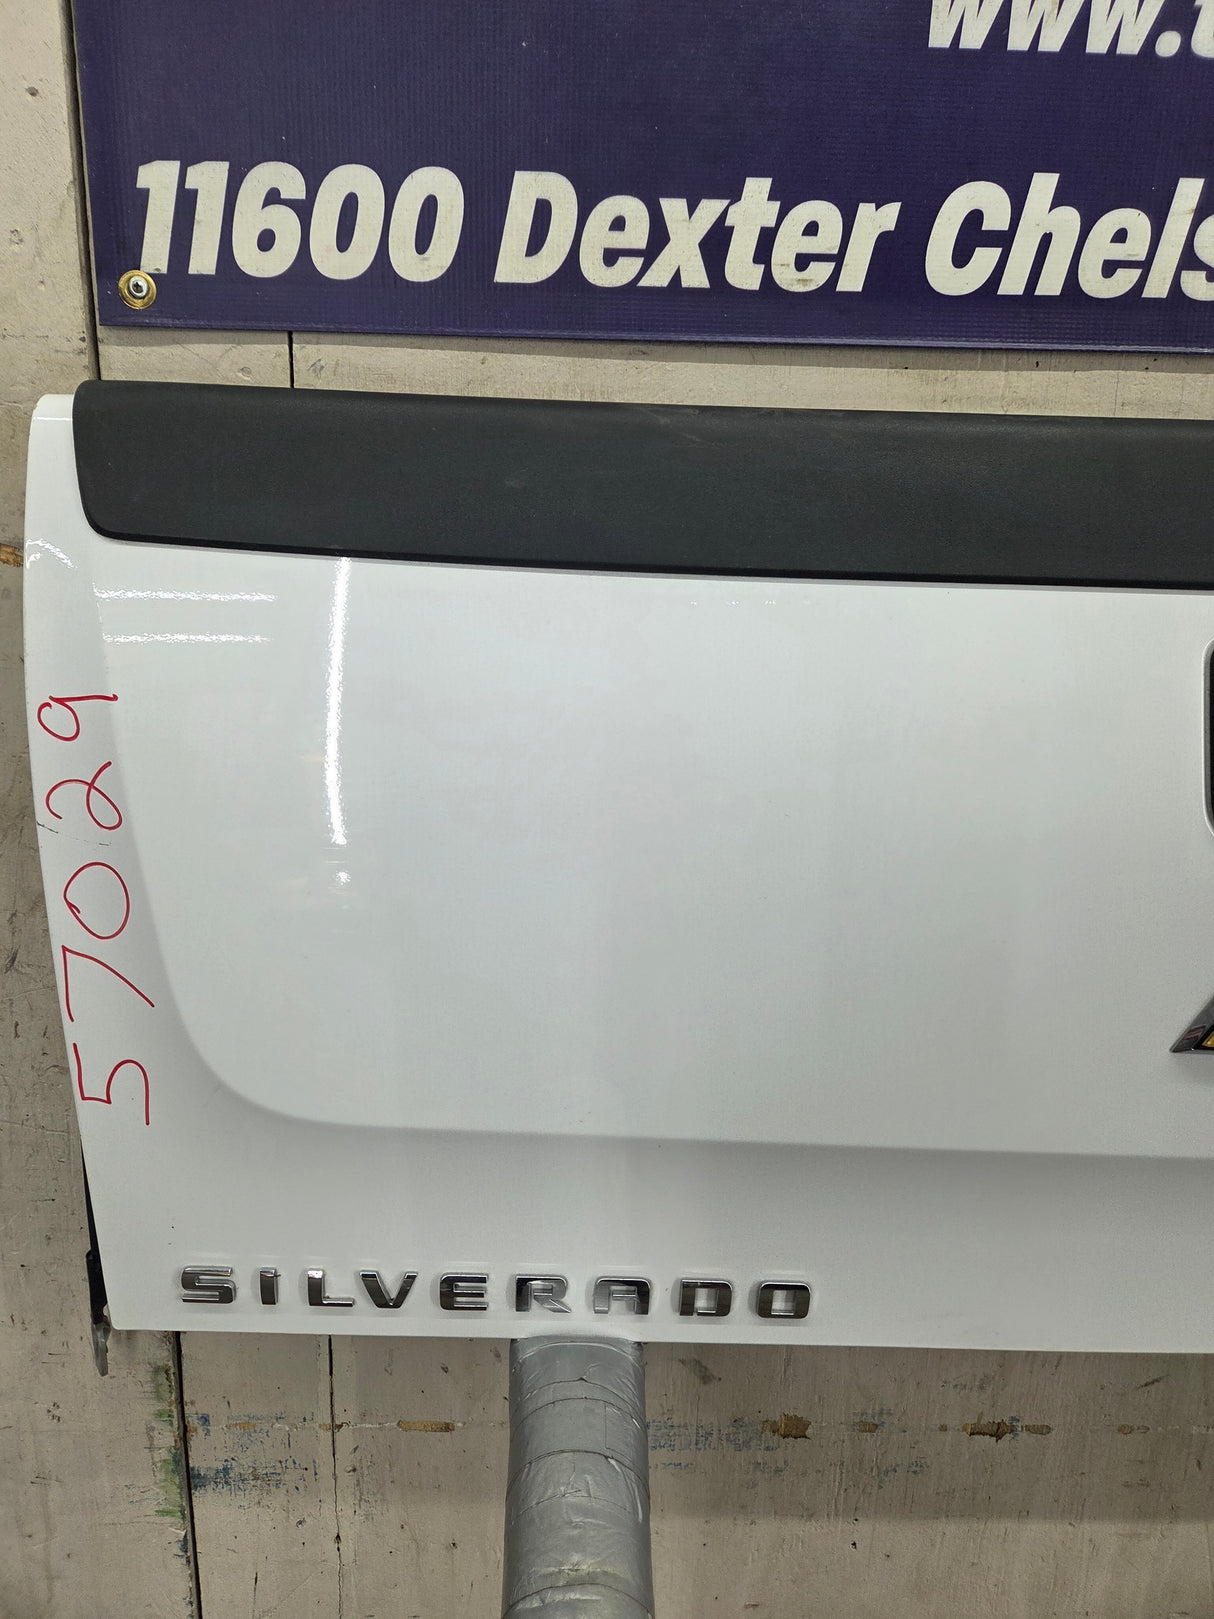 www.
11600 Dexter Chels
57029
SILVERADO